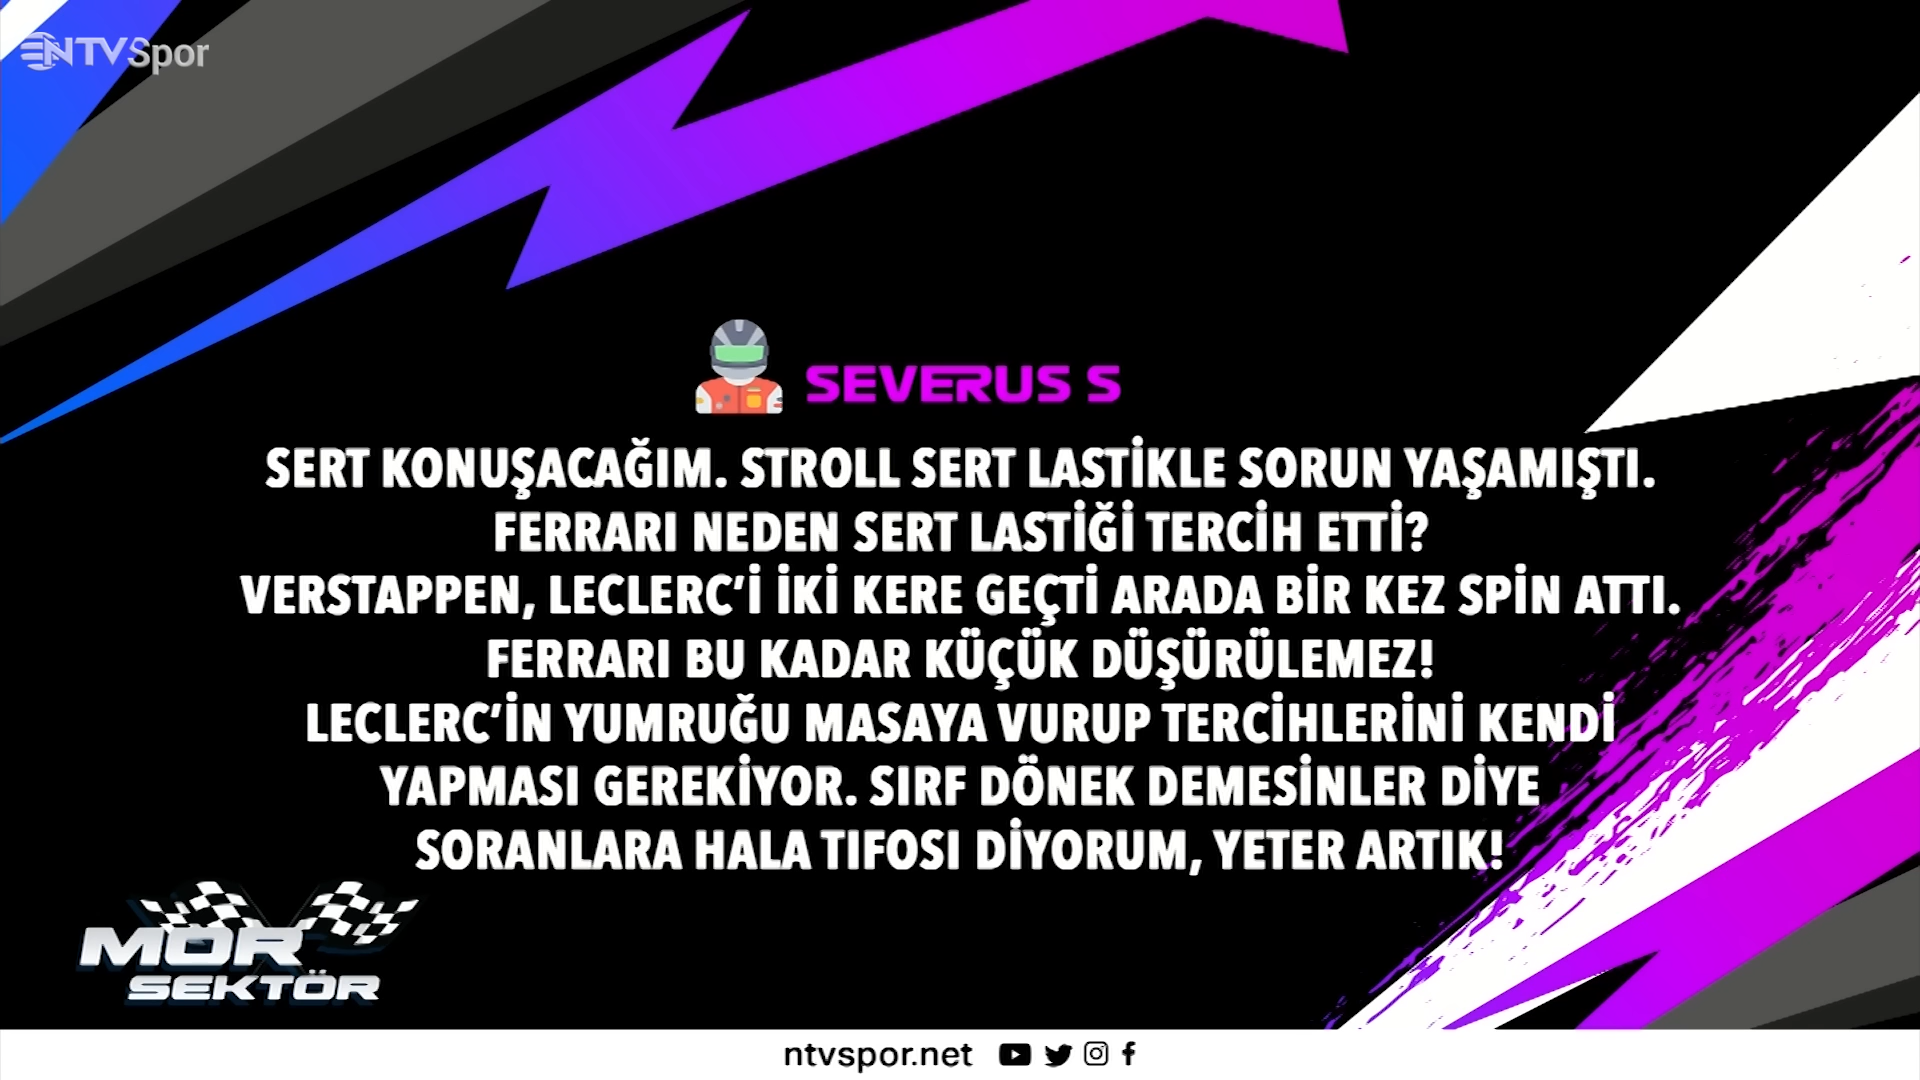 NTVSpor
SEVERUS S
SERT KONUŞACAĞIM. STROLL SERT LASTİKLE SORUN YAŞAMIŞTI.
FERRARI NEDEN SERT LASTİĞİ TERCİH ETTİ?
VERSTAPPEN, LECLERC’İ İKİ KERE GEÇTİ ARADA BİR KEZ SPİN ATTI.
FERRARI BU KADAR KÜÇÜK DÜŞÜRÜLEMEZ!
LECLERC’İN YUMRUĞU MASAYA VURUP TERCİHLERİNİ KENDİ
YAPMASI GEREKİYOR. SIRF DÖNEK DEMESİNLER DİYE
SORANLARA HALA TIFOSI DİYORUM, YETER ARTIK!
MOR
SEKTÖR
ntvspor.net